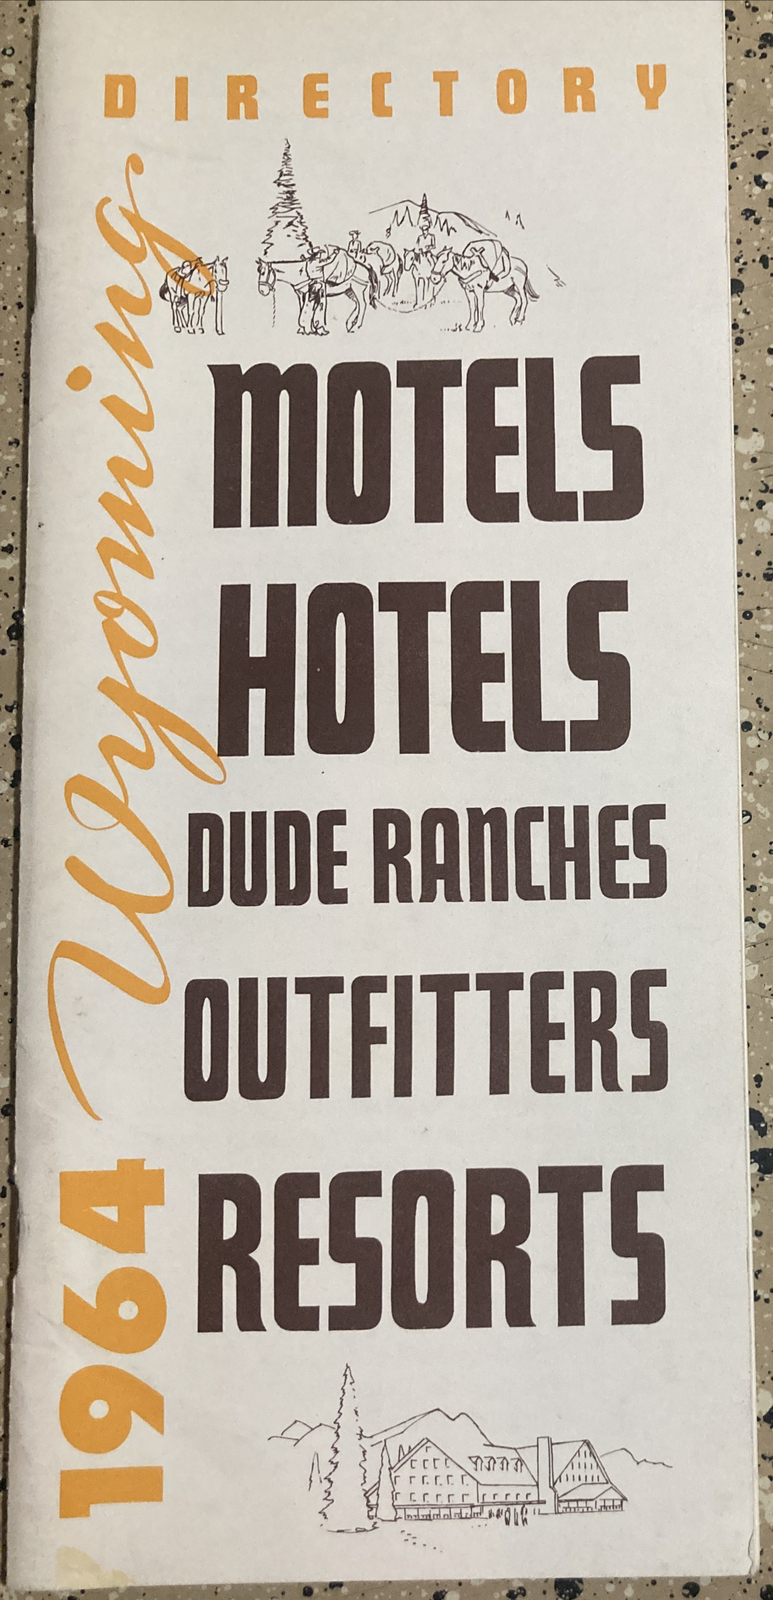 DIRECTORY
1964 Wyoming
MOTELS
HOTELS
DUDE RANCHES
OUTFITTERS
RESORTS